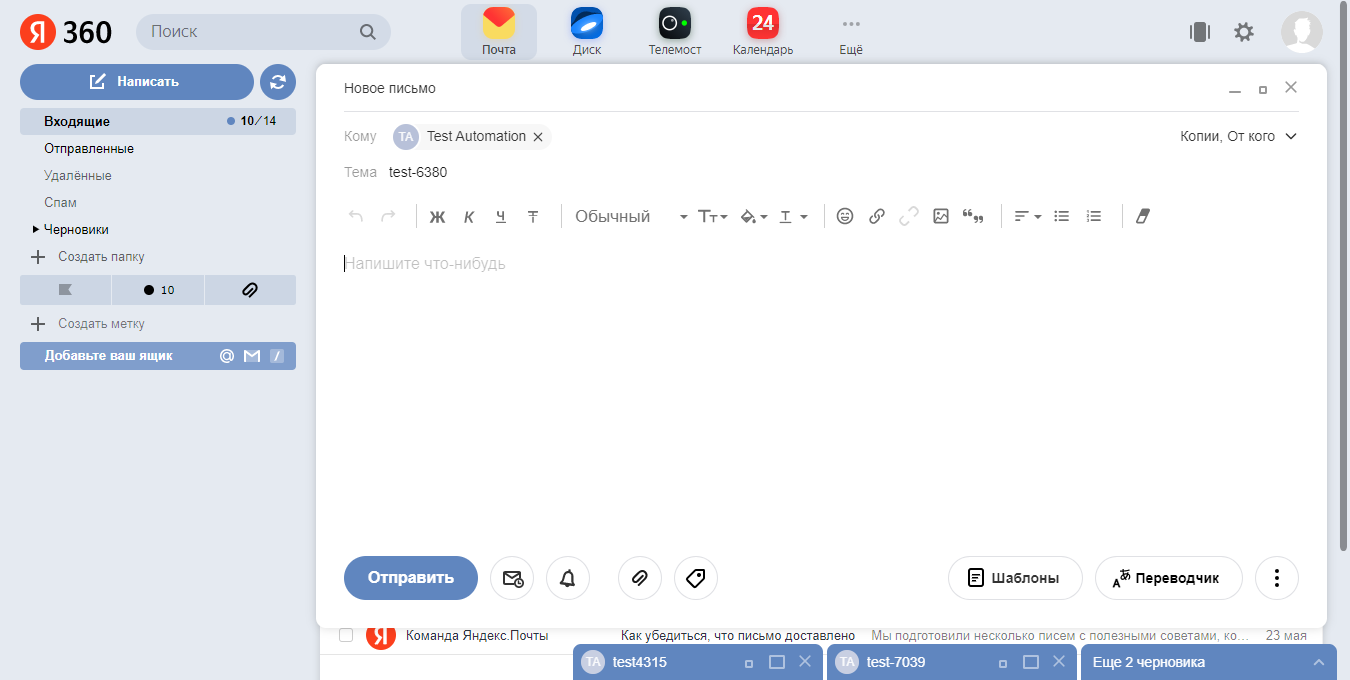 Я 360
Поиск
Почта
Диск
Телемост
24
Календарь
Ещё
Написать
Входящие 10/14
Отправленные
Удалённые
Спам
Черновики
Создать папку
10
Создать метку
Добавьте ваш ящик
Новое письмо
Кому TA Test Automation
Копии, От кого
Тема test-6380
Ж К Ч Т Обычный
Напишите что-нибудь
Отправить
Шаблоны
Переводчик
Я Команда Яндекс.Почты Как убедиться, что письмо доставлено Мы подготовили несколько писем с полезными советами, ко... 23 мая
TA test4315
TA test-7039
Еще 2 черновика